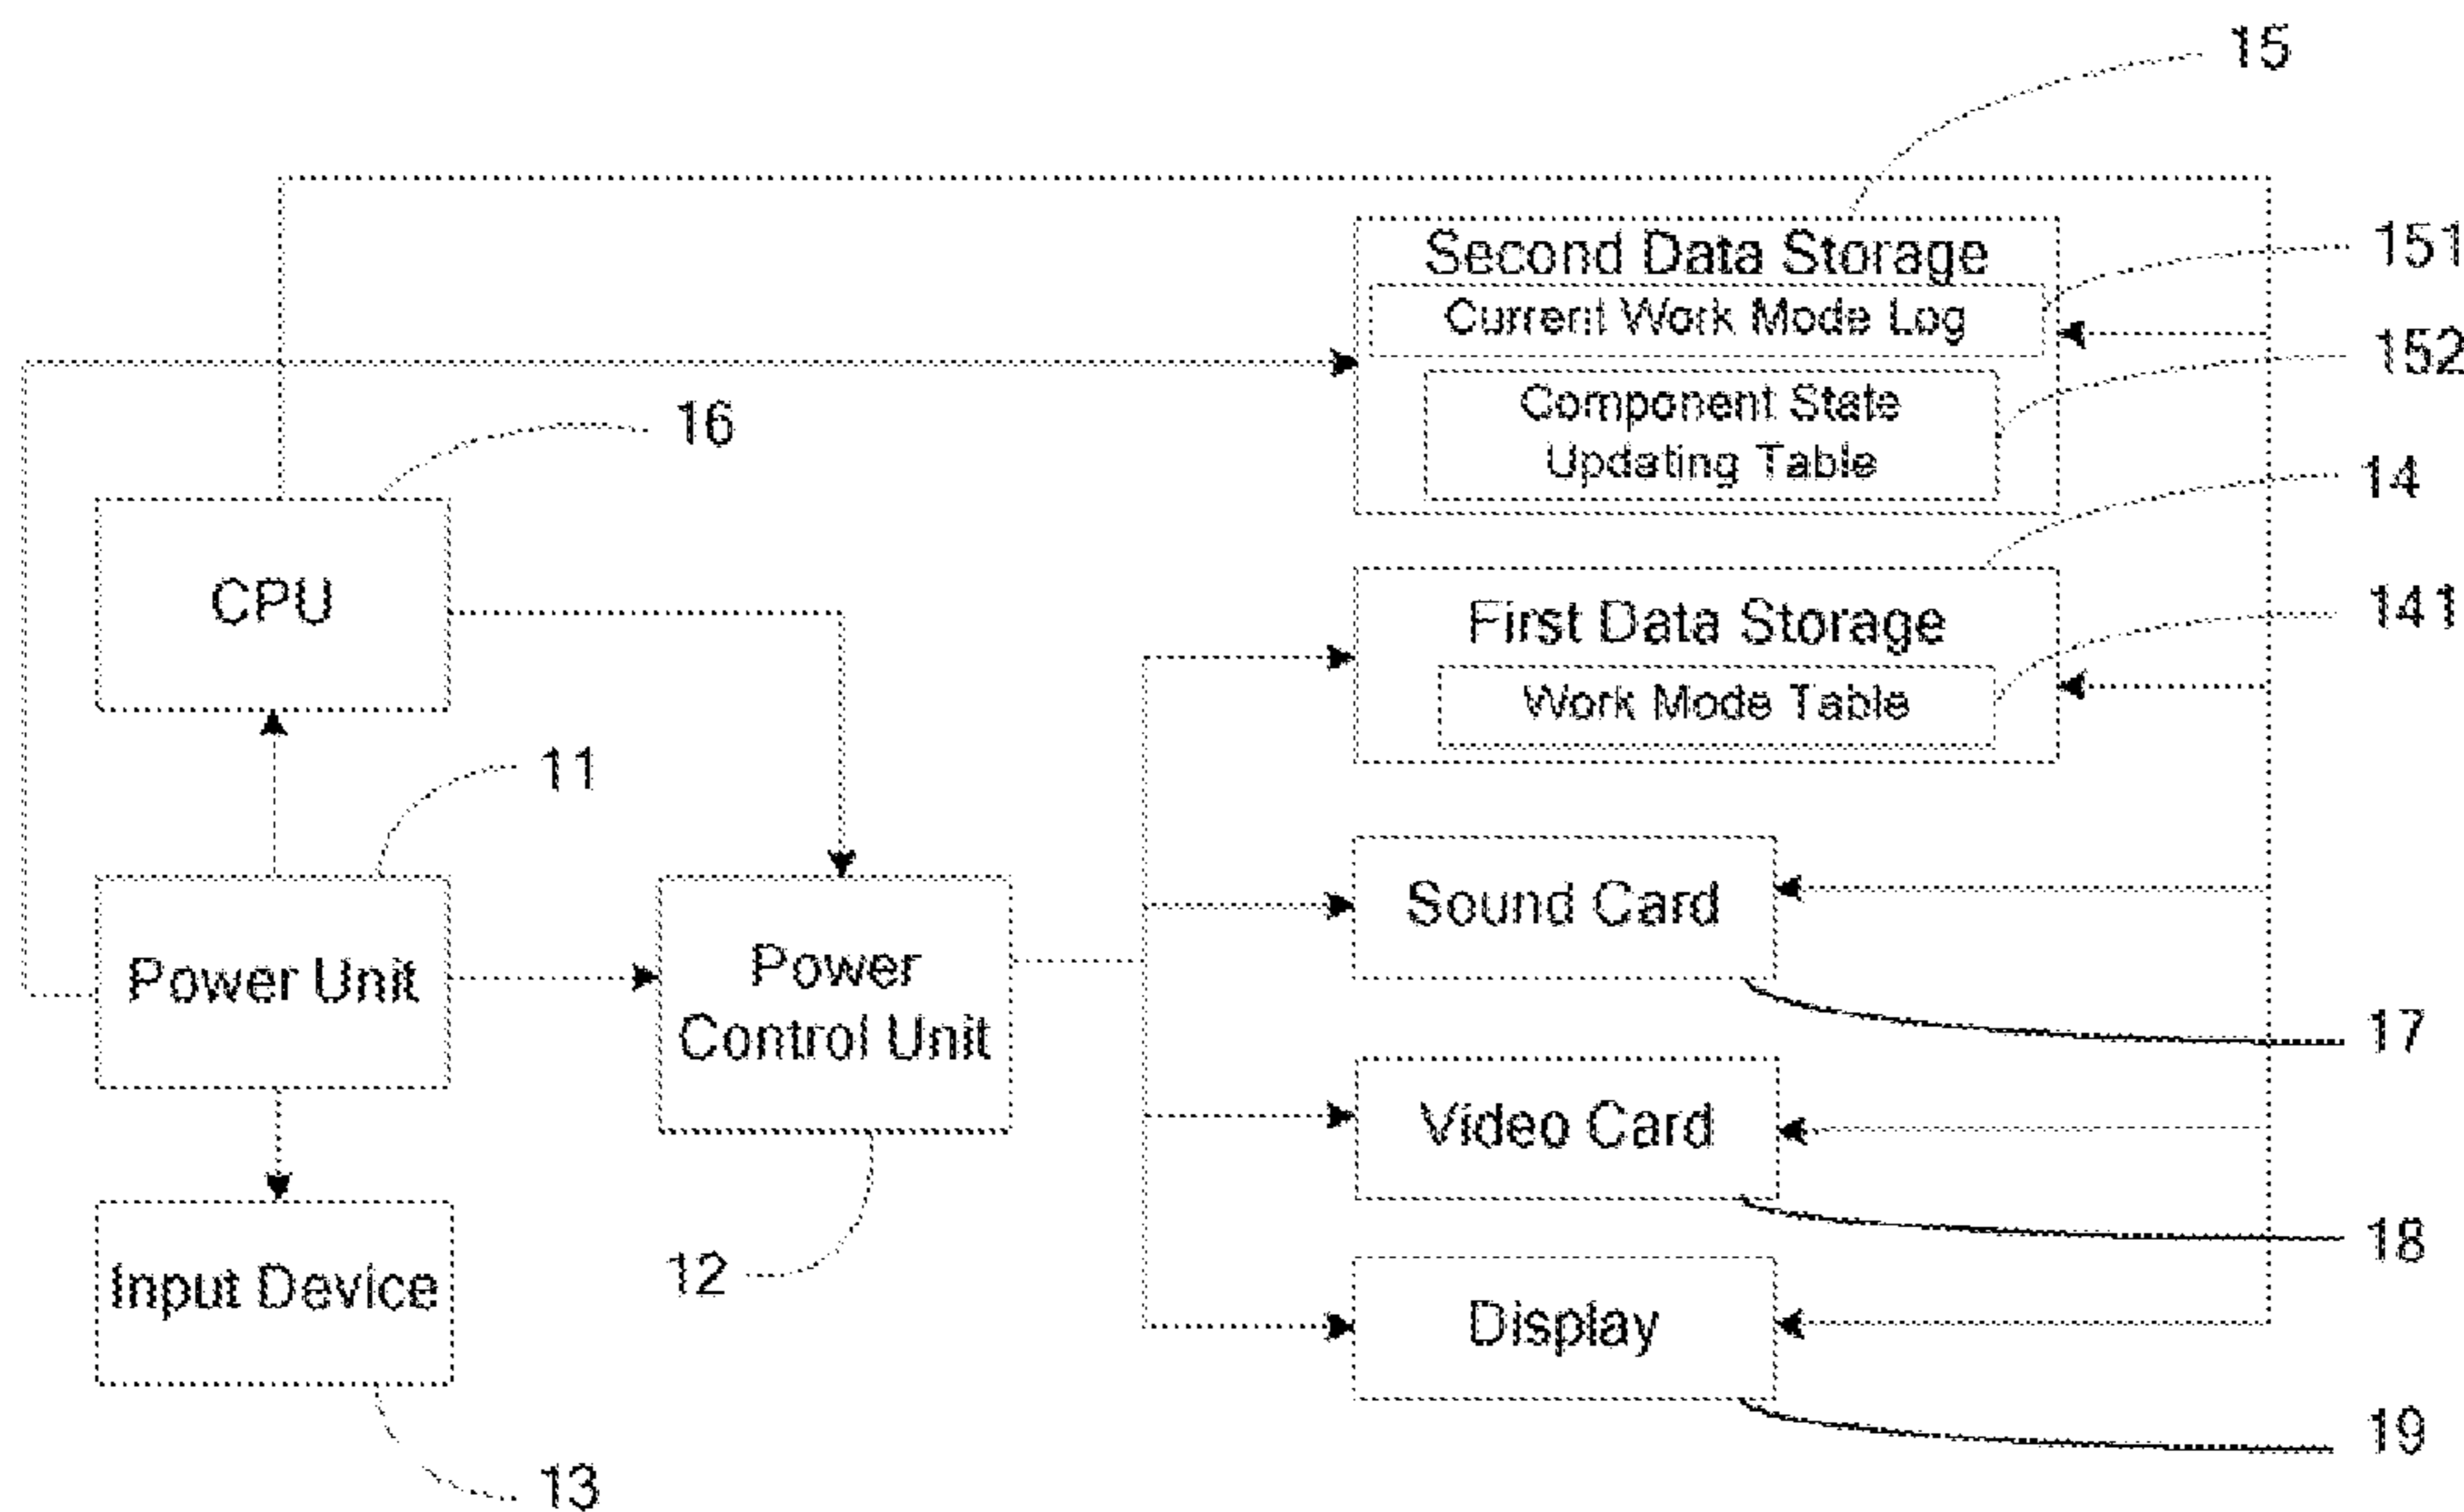 15
Second Data Storage
151
Current Work Mode Log
152
Component State
Updating Table
16
14
CPU
First Data Storage
141
Work Mode Table
11
Sound Card
Power Unit
Power
Control Unit
17
Video Card
18
12
Input Device
Display
19
13